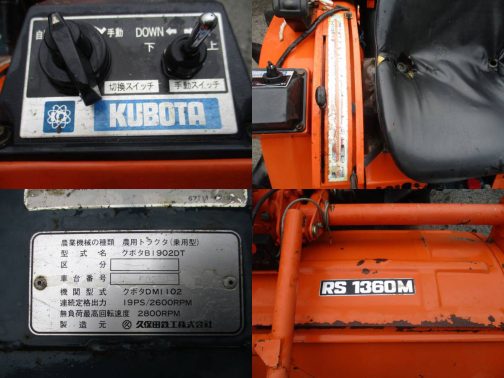 自
手動
DOWN
下
上
切換スイッチ
手動スイッチ
KUBOTA
農業機械の種類 農用トラクタ(乗用型)
型式名 クボタB1902DT
区分
車台番号
機関型式 クボタDM1102
連続定格出力 19PS/2600RPM
無負荷最高回転速度 2800RPM
製造元 久保田鉄工株式会社
RS 1360M